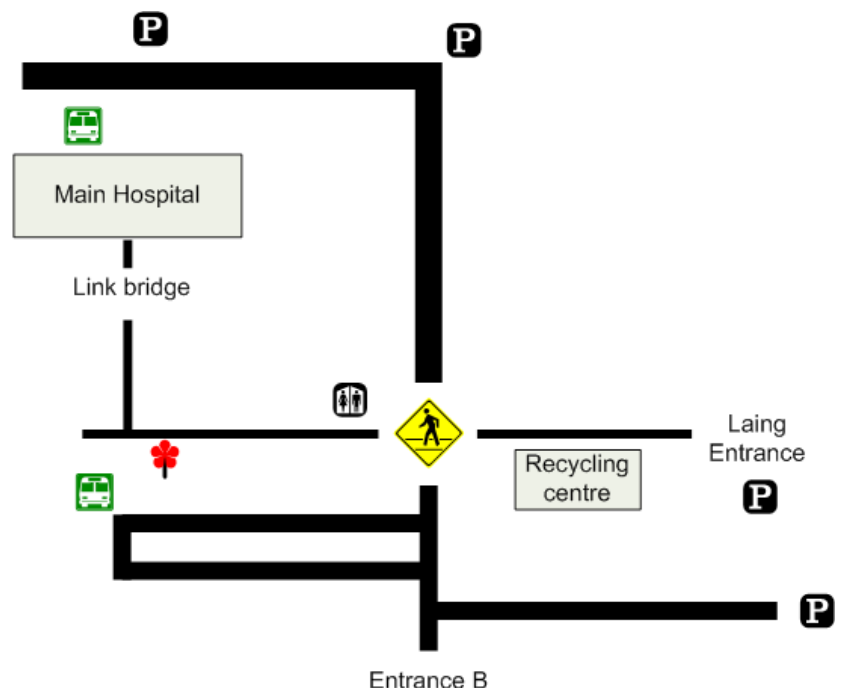 P
P
Main Hospital
Link bridge
Laing
Entrance
Recycling
centre
P
P
Entrance B